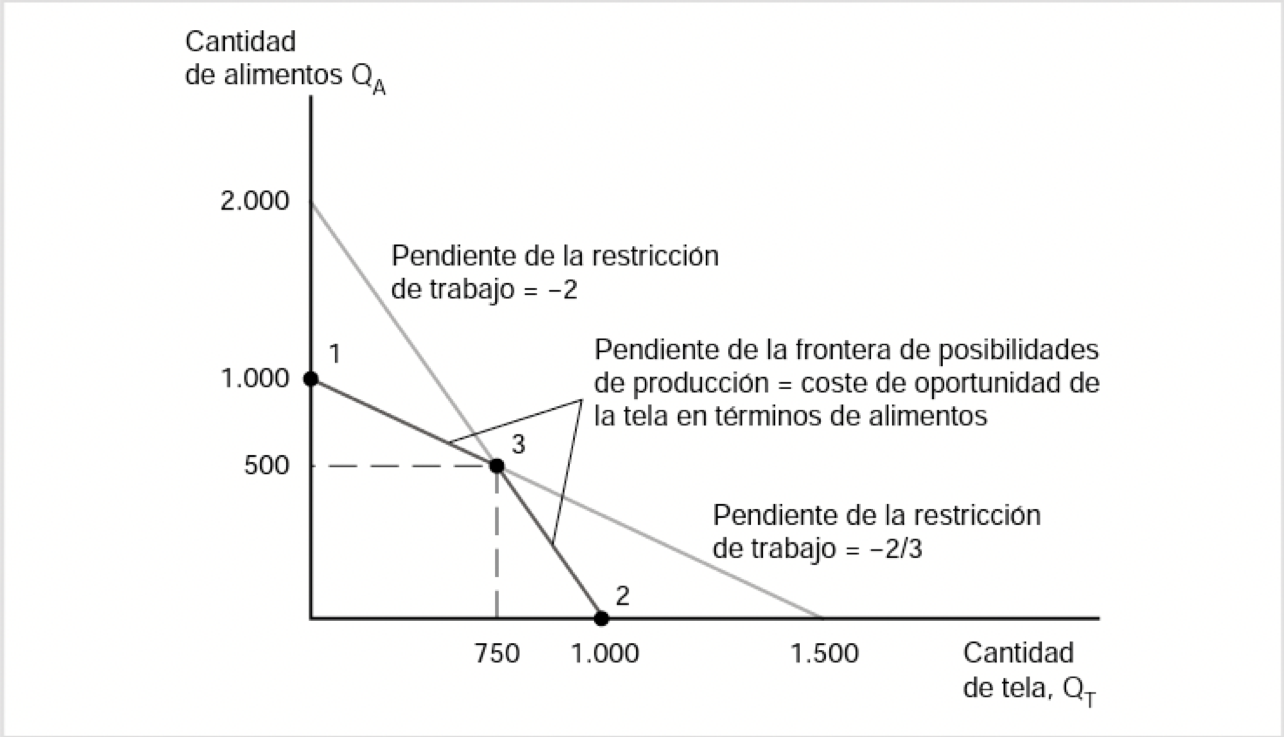 Cantidad
de alimentos QA
2.000
Pendiente de la restricción
de trabajo = −2
1
Pendiente de la frontera de posibilidades
de producción = coste de oportunidad de
la tela en términos de alimentos
1.000
3
500
Pendiente de la restricción
de trabajo = −2/3
2
750
1.000
1.500
Cantidad
de tela, QT